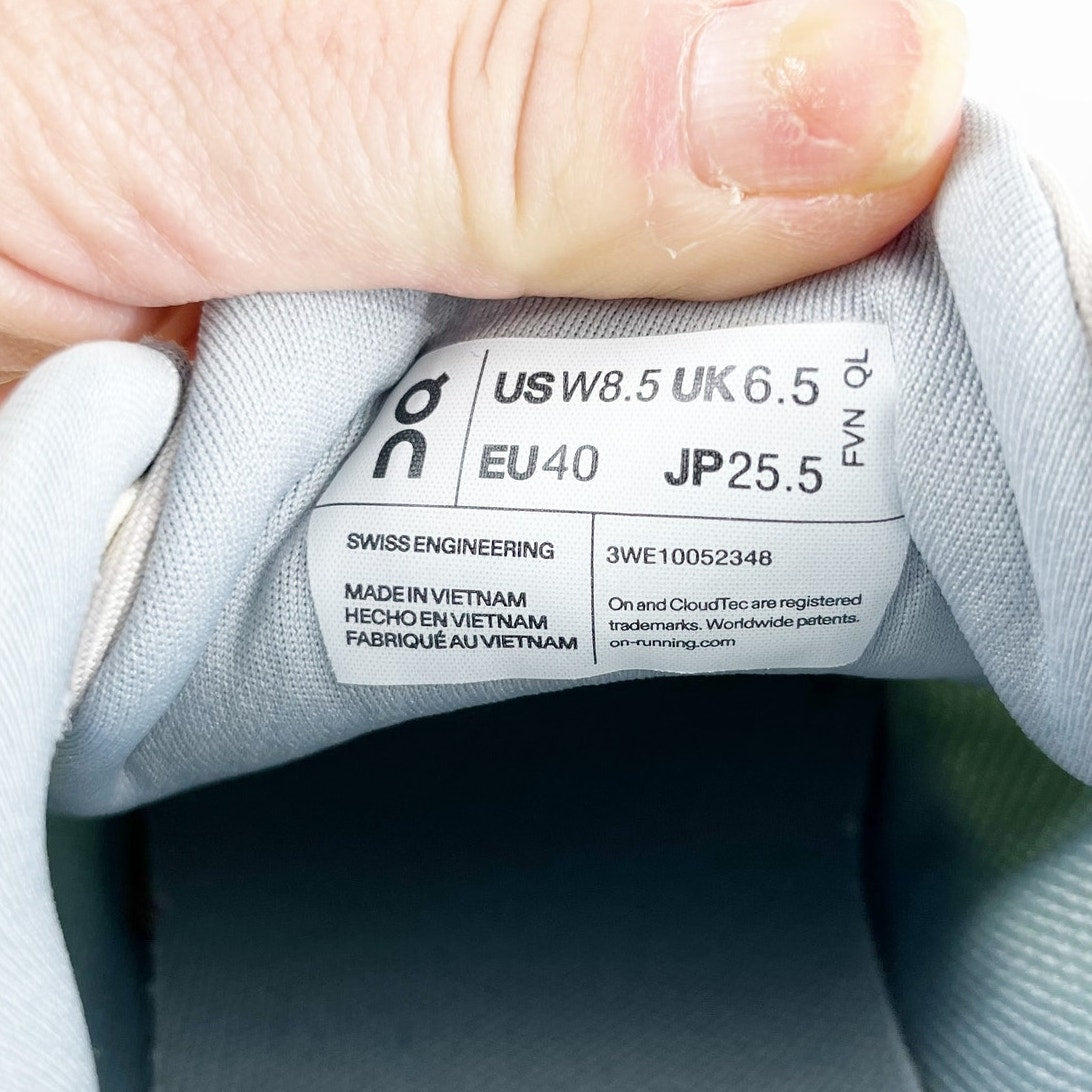 On
US W8.5 UK 6.5
EU 40 JP 25.5
FVN QL
SWISS ENGINEERING
MADE IN VIETNAM
HECHO EN VIETNAM
FABRIQUÉ AU VIETNAM
3WE10052348
On and CloudTec are registered
trademarks. Worldwide patents.
on-running.com